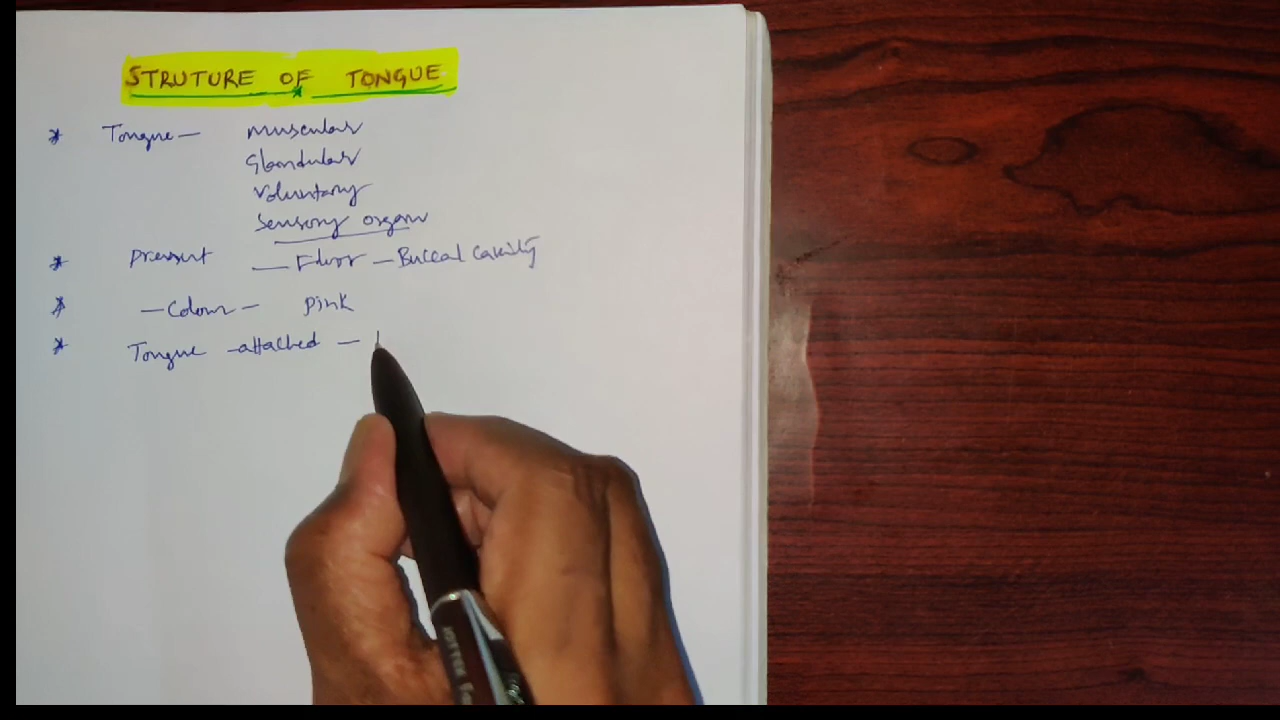 STRUTURE OF TONGUE
* Tongue — muscular
Glandular
Voluntary
Sensory organ
* Present — Floor — Buccal Cavity
* — Colour — Pink
* Tongue - attached —